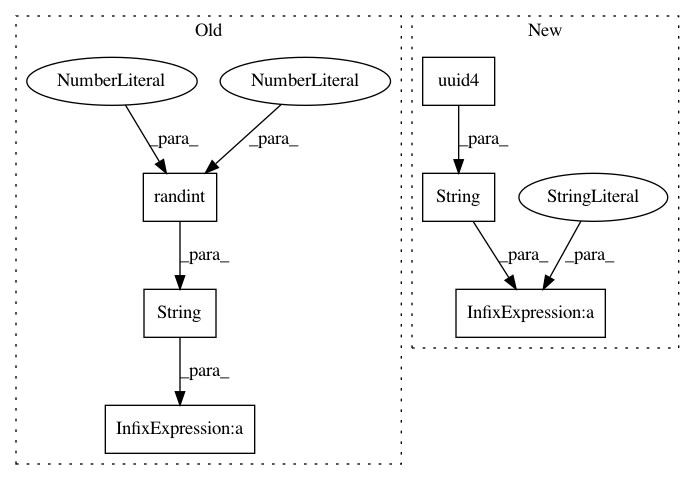 Old
New
NumberLiteral
NumberLiteral
uuid4
_para_
_para_
_para_
randint
String
StringLiteral
_para_
_para_
_para_
String
InfixExpression:a
_para_
InfixExpression:a